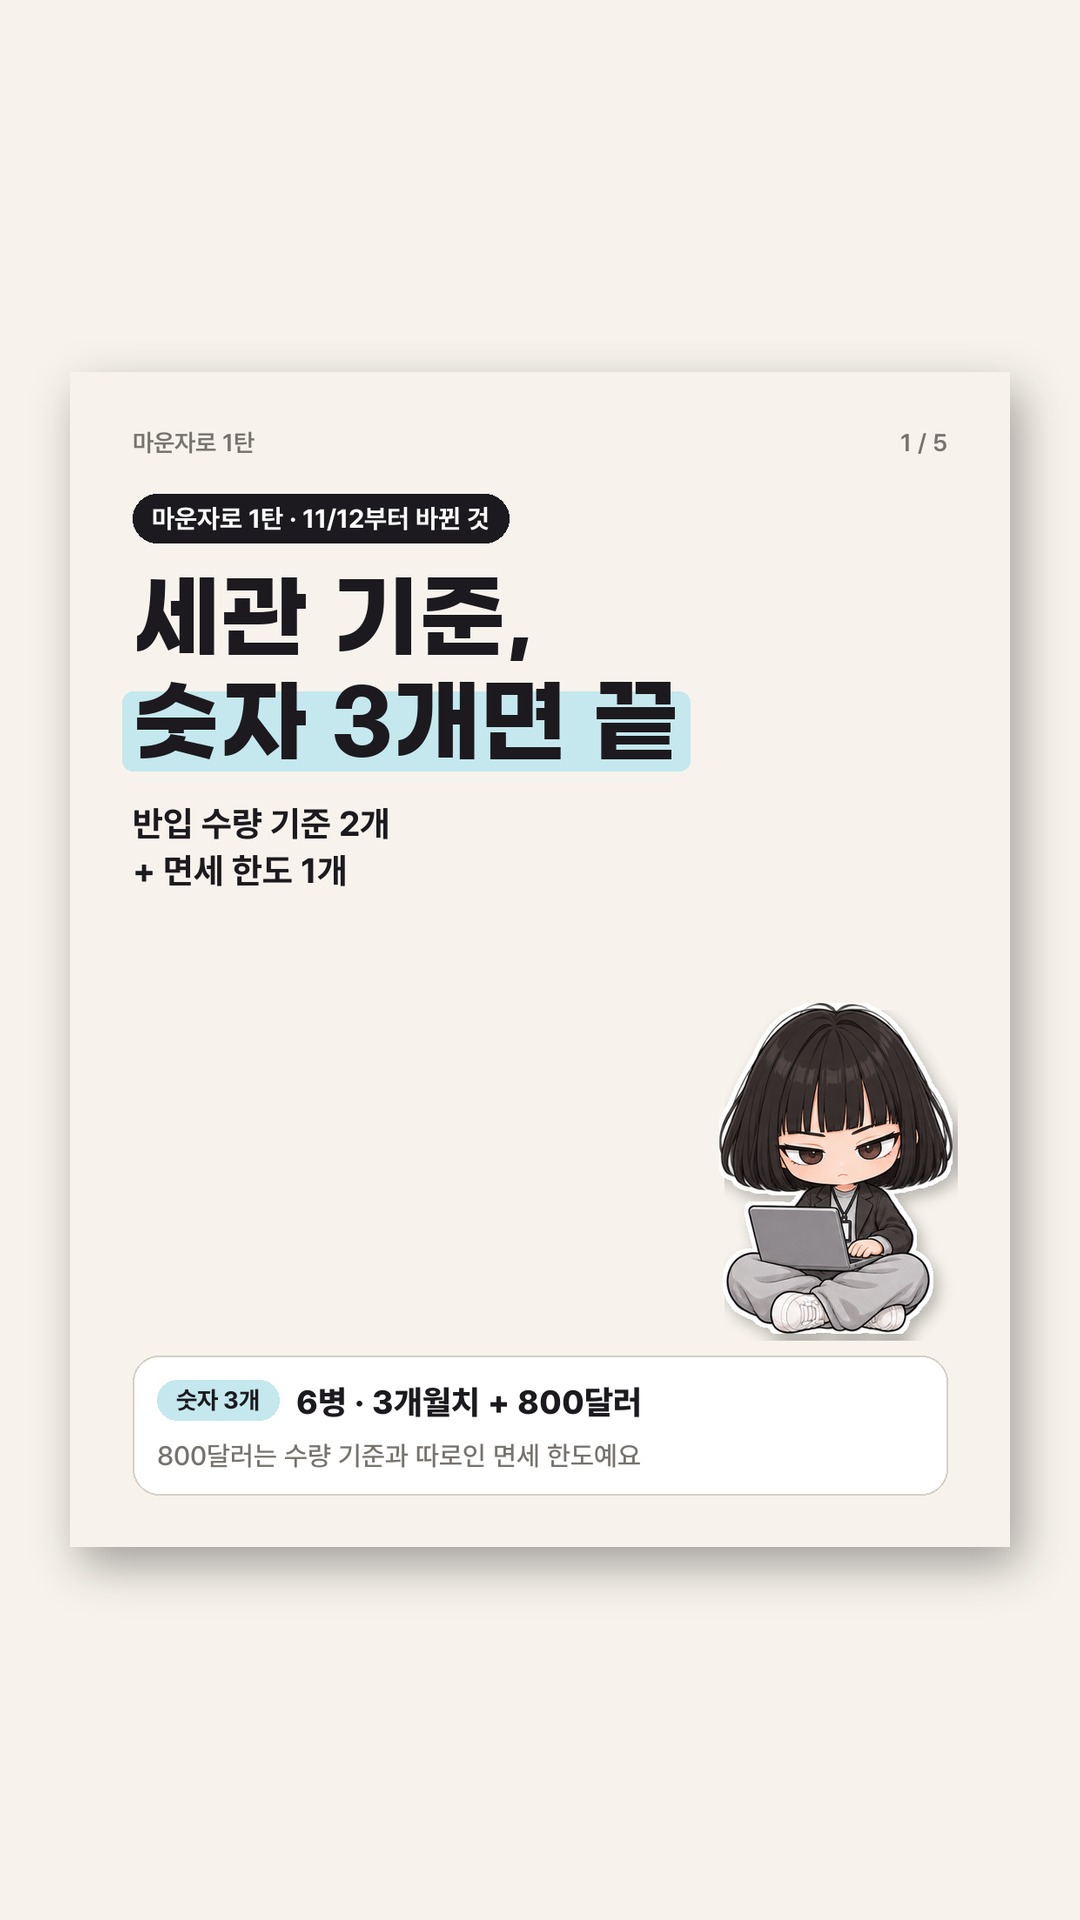 마운자로 1탄
1 / 5
마운자로 1탄 · 11/12부터 바뀐 것
세관 기준,
숫자 3개면 끝
반입 수량 기준 2개
+ 면세 한도 1개
숫자 3개
6병 · 3개월치 + 800달러
800달러는 수량 기준과 따로인 면세 한도예요